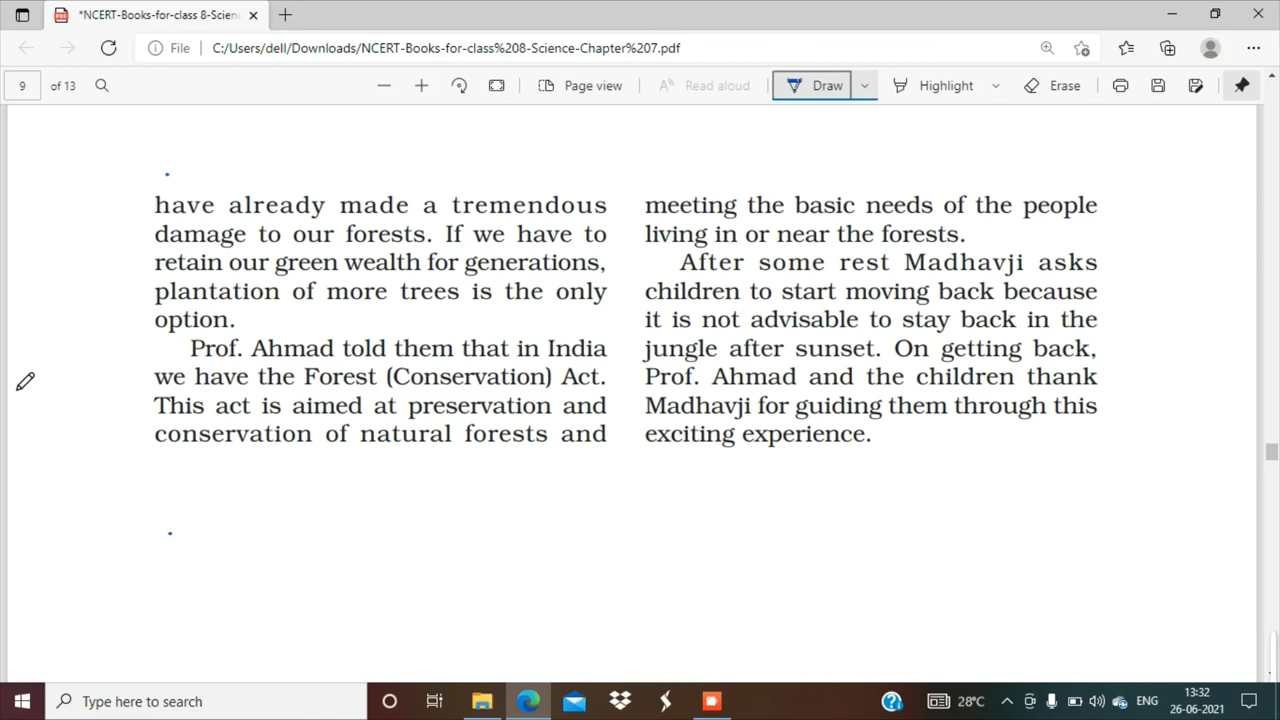 *NCERT-Books-for-class 8-Scien
File
C:/Users/dell/Downloads/NCERT-Books-for-class%208-Science-Chapter%207.pdf
9 of 13
Page view
Read aloud
Draw
Highlight
Erase
have already made a tremendous
damage to our forests. If we have to
retain our green wealth for generations,
plantation of more trees is the only
option.
Prof. Ahmad told them that in India
we have the Forest (Conservation) Act.
This act is aimed at preservation and
conservation of natural forests and
meeting the basic needs of the people
living in or near the forests.
After some rest Madhavji asks
children to start moving back because
it is not advisable to stay back in the
jungle after sunset. On getting back,
Prof. Ahmad and the children thank
Madhavji for guiding them through this
exciting experience.
Type here to search
28°C
ENG
13:32
26-06-2021